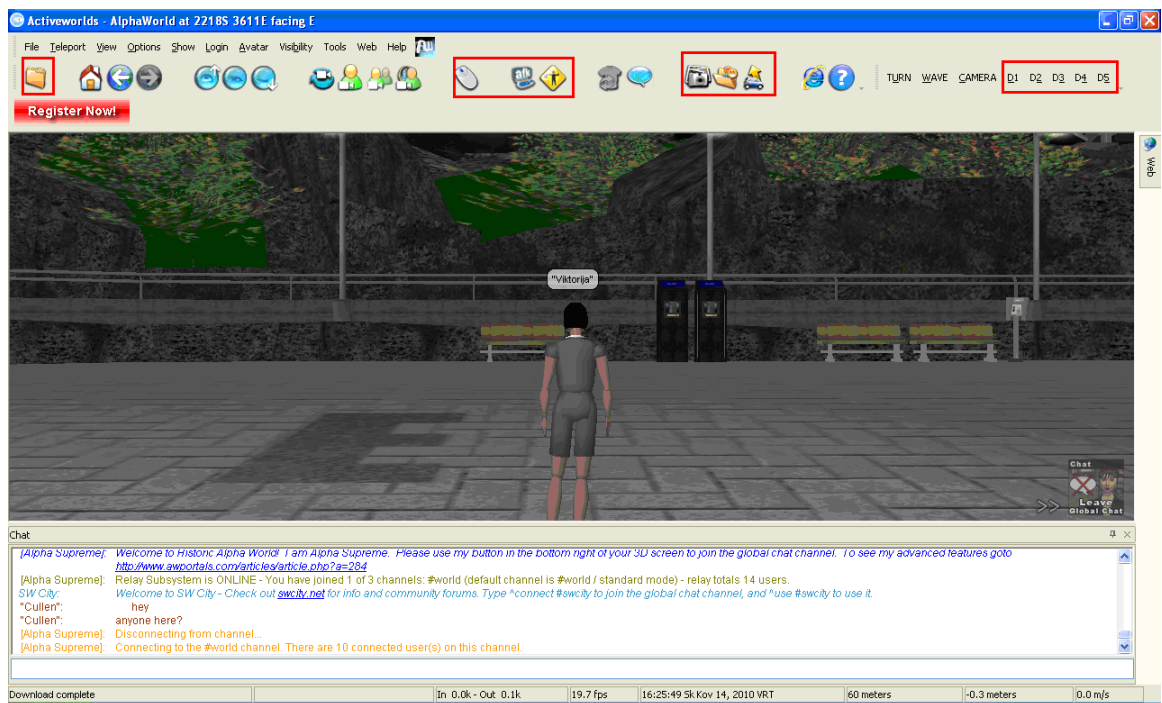 Activeworlds - AlphaWorld at 2218S 3611E facing E
File Teleport View Options Show Login Avatar Visibility Tools Web Help
TURN WAVE CAMERA D1 D2 D3 D4 D5
Register Now!
Web
"Viktorija"
Chat
Leave
Global Chat
Chat
[Alpha Supreme]: Welcome to Historic Alpha World! I am Alpha Supreme. Please use my button in the bottom right of your 3D screen to join the global chat channel. To see my advanced features goto
http://www.awportals.com/articles/article.php?a=284
[Alpha Supreme]: Relay Subsystem is ONLINE - You have joined 1 of 3 channels: #world (default channel is #world / standard mode) - relay totals 14 users.
SW City: Welcome to SW City - Check out swcity.net for info and community forums. Type ^connect #swcity to join the global chat channel, and ^use #swcity to use it.
"Cullen": hey
"Cullen": anyone here?
[Alpha Supreme]: Disconnecting from channel...
[Alpha Supreme]: Connecting to the #world channel. There are 10 connected user(s) on this channel.
Download complete In 0.0k - Out 0.1k 19.7 fps 16:25:49 Sk Kov 14, 2010 VRT 60 meters -0.3 meters 0.0 m/s